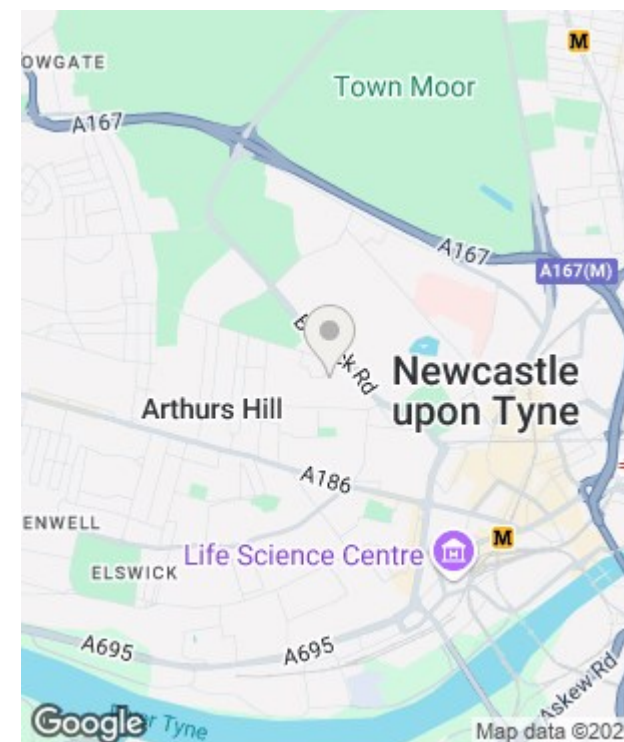 OWGATE
M
Town Moor
A167
A167
A167(M)
Newcastle
upon Tyne
Arthurs Hill
A186
ENWELL
M
Life Science Centre
ELSWICK
A695
A695
Askew Rd
Google
Tyne
Map data ©202